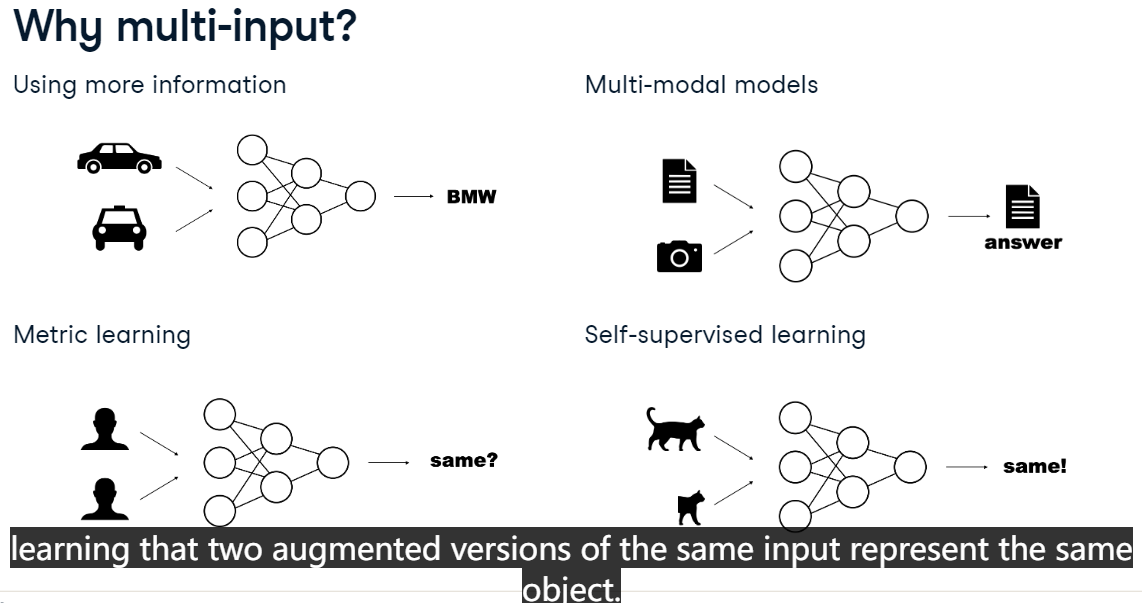 Why multi-input?
Using more information
Multi-modal models
BMW
answer
Metric learning
Self-supervised learning
same?
same!
learning that two augmented versions of the same input represent the same
object.